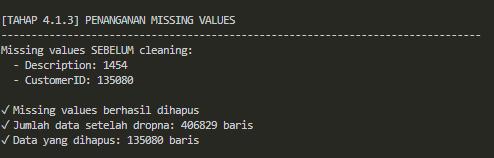 [TAHAP 4.1.3] PENANGANAN MISSING VALUES
--------------------------------------------------------------------------------
Missing values SEBELUM cleaning:
  - Description: 1454
  - CustomerID: 135080

✓ Missing values berhasil dihapus
✓ Jumlah data setelah dropna: 406829 baris
✓ Data yang dihapus: 135080 baris